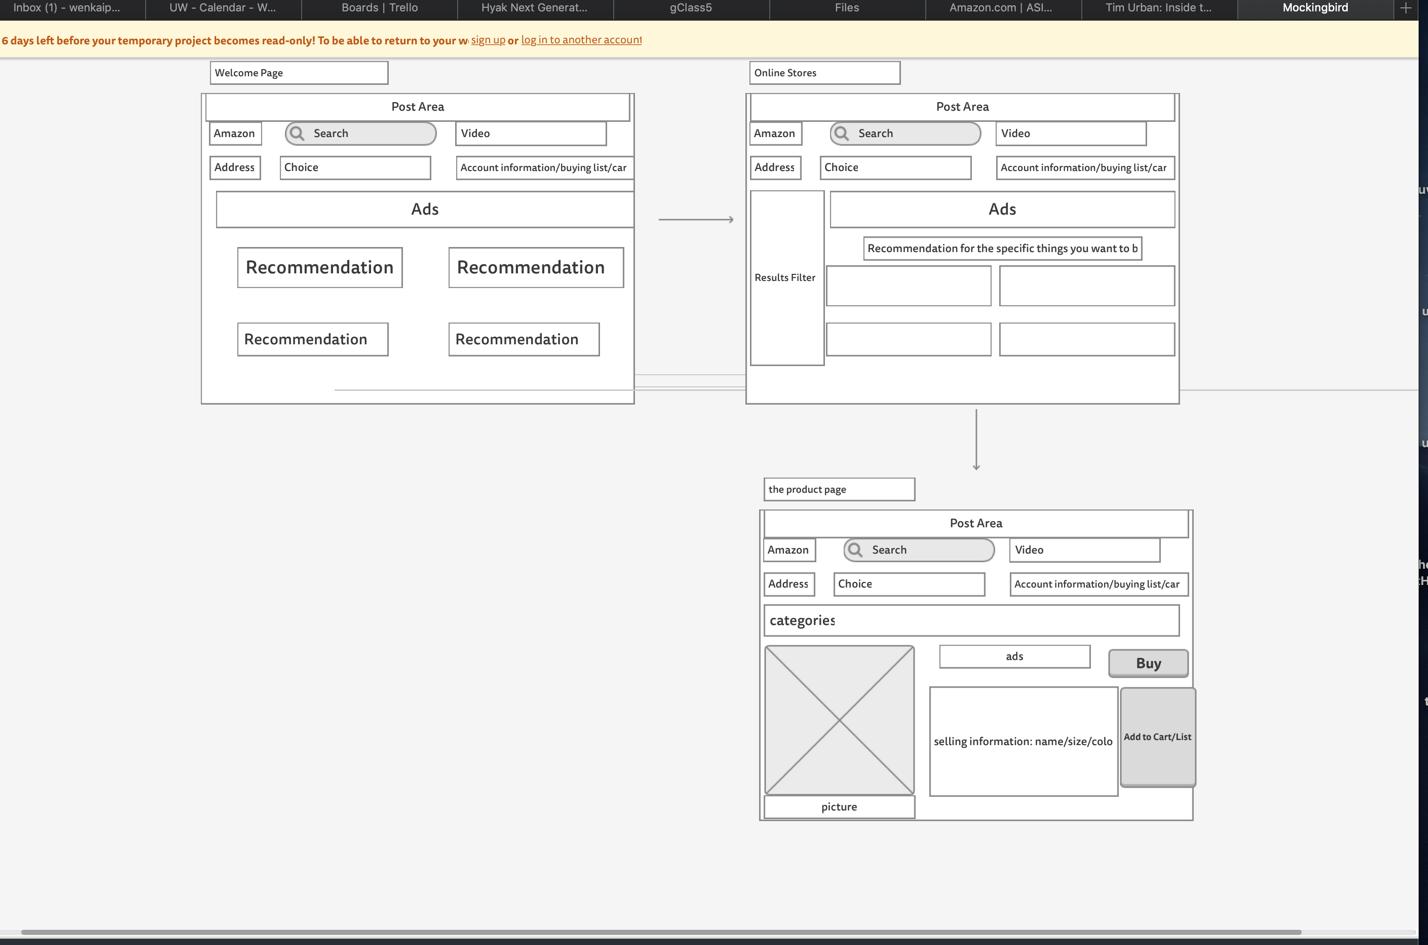 Inbox (1) - wenkaip...
UW - Calendar - W...
Boards | Trello
Hyak Next Generat...
gClass5
Files
Amazon.com | ASI...
Tim Urban: Inside t...
Mockingbird
6 days left before your temporary project becomes read-only! To be able to return to your w sign up or log in to another account
Welcome Page
Post Area
Amazon
Search
Video
Address
Choice
Account information/buying list/car
Ads
Recommendation
Recommendation
Recommendation
Recommendation
Online Stores
Post Area
Amazon
Search
Video
Address
Choice
Account information/buying list/car
Results Filter
Ads
Recommendation for the specific things you want to b
the product page
Post Area
Amazon
Search
Video
Address
Choice
Account information/buying list/car
categories
ads
Buy
selling information: name/size/colo
Add to Cart/List
picture